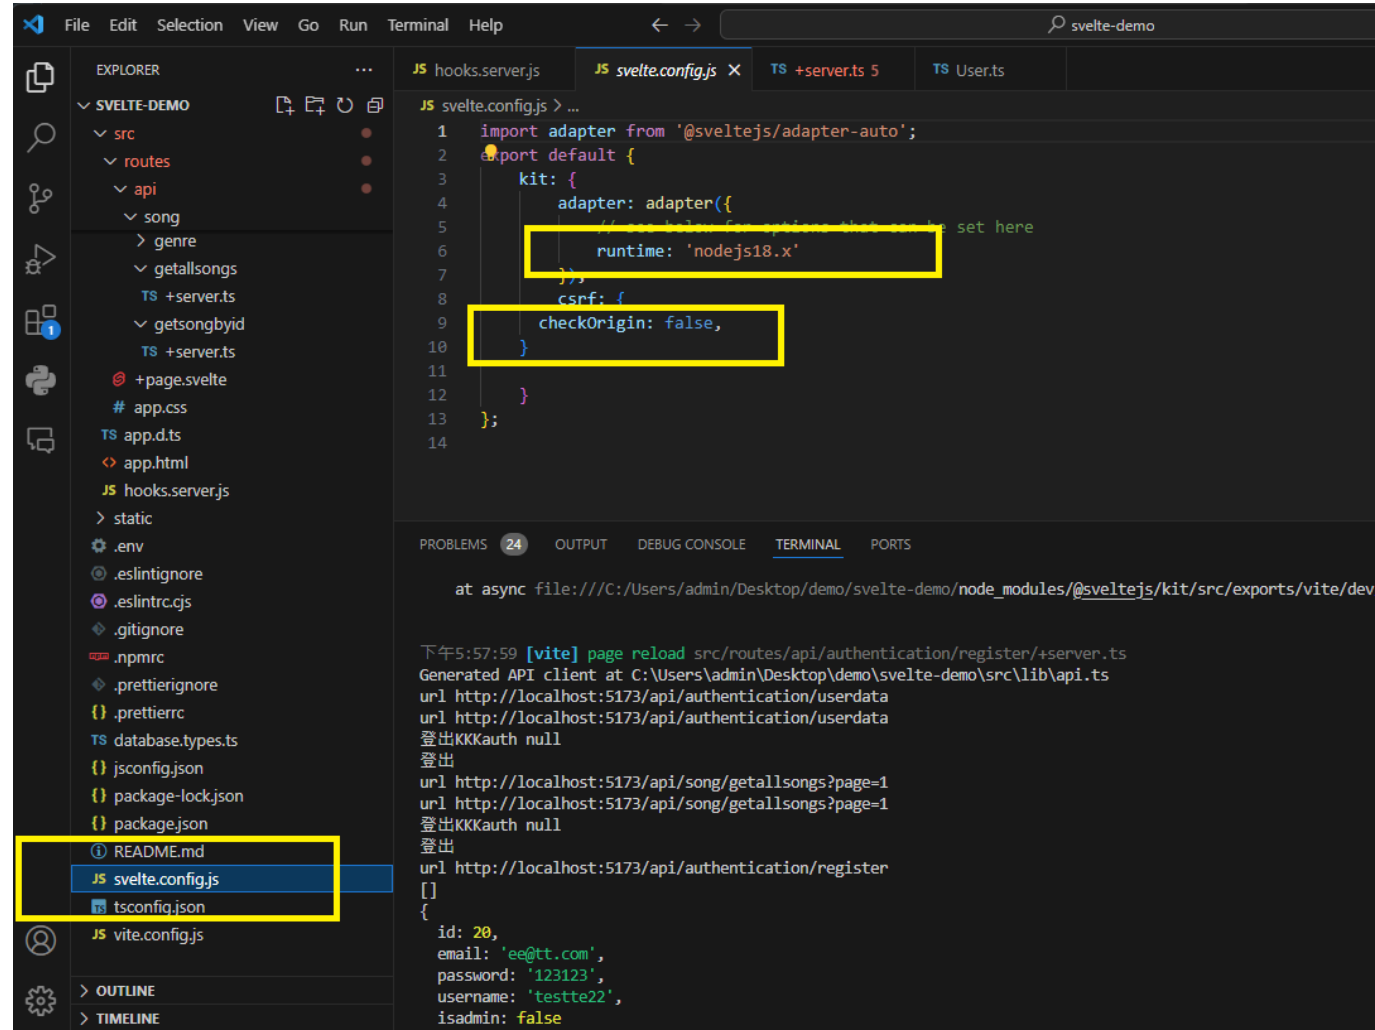 File Edit Selection View Go Run Terminal Help
svelte-demo
EXPLORER
SVELTE-DEMO
src
routes
api
song
genre
getallsongs
TS +server.ts
getsongbyid
TS +server.ts
+page.svelte
# app.css
TS app.d.ts
<> app.html
JS hooks.server.js
static
.env
.eslintignore
.eslintrc.cjs
.gitignore
.npmrc
.prettierignore
{} .prettierrc
TS database.types.ts
{} jsconfig.json
{} package-lock.json
{} package.json
README.md
JS svelte.config.js
TS tsconfig.json
JS vite.config.js
OUTLINE
TIMELINE
1
JS hooks.server.js
JS svelte.config.js
TS +server.ts 5
TS User.ts
JS svelte.config.js > ...
1 import adapter from '@sveltejs/adapter-auto';
2 export default {
3 kit: {
4 adapter: adapter({
5 // see below for options that can be set here
6 runtime: 'nodejs18.x'
7 }),
8 csrf: {
9 checkOrigin: false,
10 }
11
12 }
13 };
14
PROBLEMS 24 OUTPUT DEBUG CONSOLE TERMINAL PORTS
at async file:///C:/Users/admin/Desktop/demo/svelte-demo/node_modules/@sveltejs/kit/src/exports/vite/dev
下午5:57:59 [vite] page reload src/routes/api/authentication/register/+server.ts
Generated API client at C:\Users\admin\Desktop\demo\svelte-demo\src\lib\api.ts
url http://localhost:5173/api/authentication/userdata
url http://localhost:5173/api/authentication/userdata
登出KKKauth null
登出
url http://localhost:5173/api/song/getallsongs?page=1
url http://localhost:5173/api/song/getallsongs?page=1
登出KKKauth null
登出
url http://localhost:5173/api/authentication/register
[]
{
id: 20,
email: 'ee@tt.com',
password: '123123',
username: 'testte22',
isadmin: false